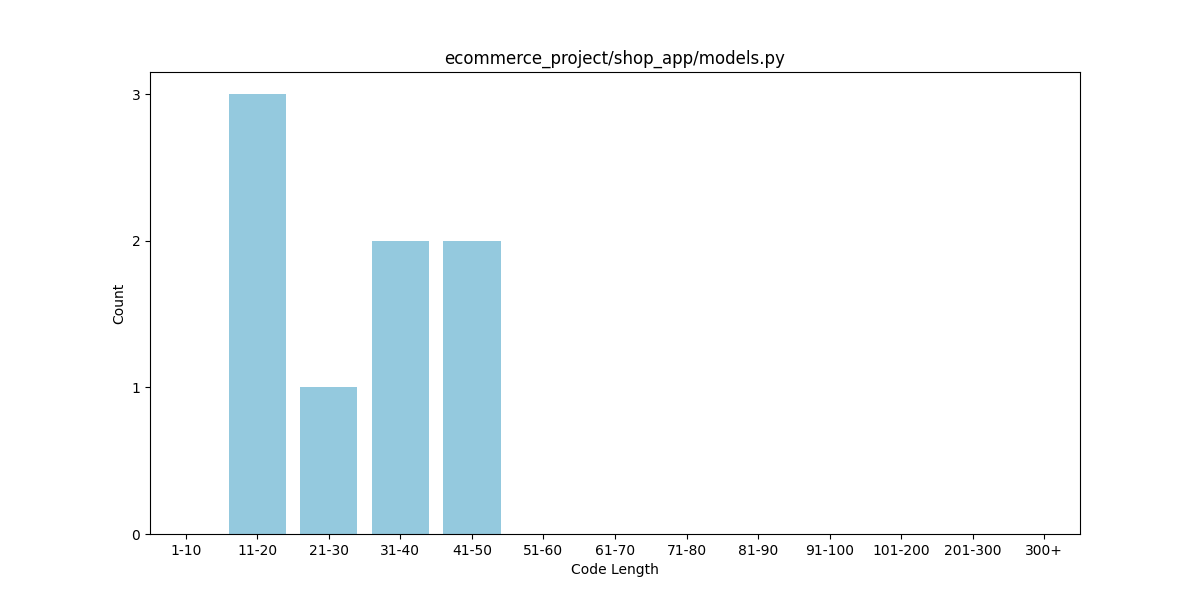 ecommerce_project/shop_app/models.py
3
2
1
0
Count
1-10 11-20 21-30 31-40 41-50 51-60 61-70 71-80 81-90 91-100 101-200 201-300 300+
Code Length